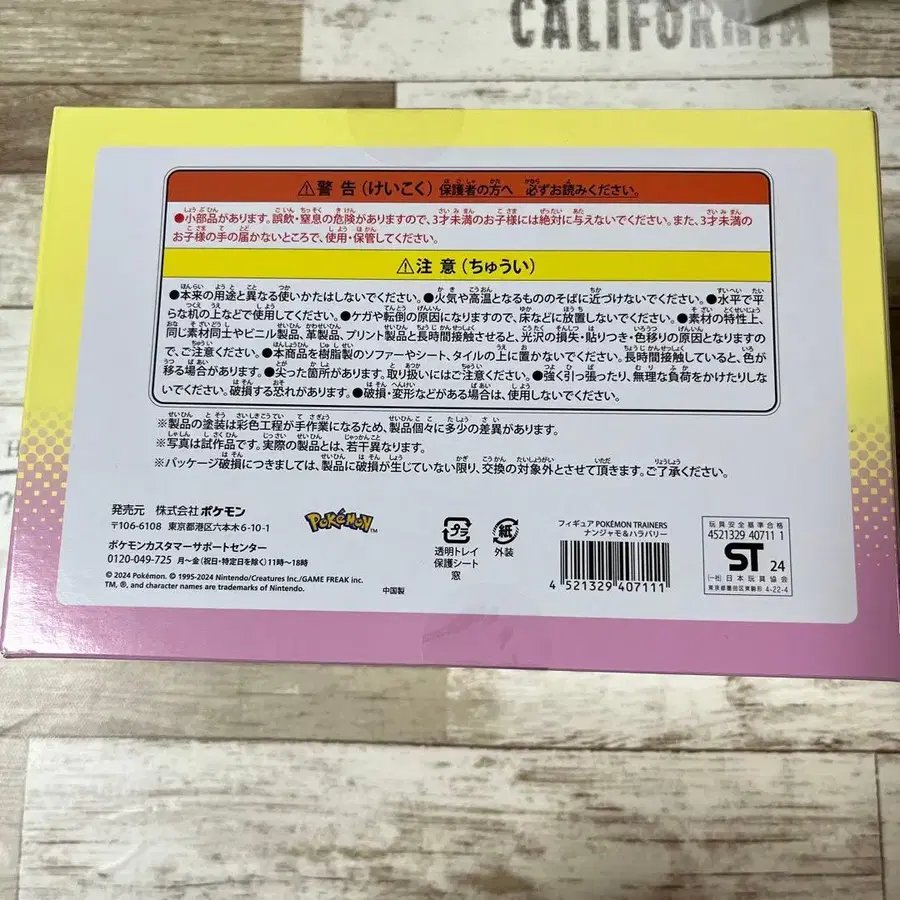 CALIFORNIA
⚠警告(けいこく) 保護者の方へ 必ずお読みください。
●小部品があります。誤飲・窒息の危険がありますので、3才未満のお子様には絶対に与えないでください。また、3才未満の
お子様の手の届かないところで、使用・保管してください。
⚠注意(ちゅうい)
●本来の用途と異なる使いかたはしないでください。●火気や高温となるもののそばに近づけないでください。●水平で平
らな机の上などで使用してください。●ケガや転倒の原因になりますので、床などに放置しないでください。●素材の特性上、
同じ素材同士やビニル製品、革製品、プリント製品と長時間接触させると、光沢の損失・貼りつき・色移りの原因となりますの
で、ご注意ください。●本商品を樹脂製のソファーやシート、タイルの上に置かないでください。長時間接触していると、色が
移る場合があります。●尖った箇所があります。取り扱いにはご注意ください。●強く引っ張ったり、無理な負荷をかけたりしな
いでください。破損する恐れがあります。●破損・変形などがある場合は、使用しないでください。
※製品の塗装は彩色工程が手作業になるため、製品個々に多少の差異があります。
※写真は試作品です。実際の製品とは、若干異なります。
※パッケージ破損につきましては、製品に破損が生じていない限り、交換の対象外とさせて頂きます。ご了承ください。
発売元 株式会社ポケモン
〒106-6108 東京都港区六本木6-10-1
ポケモンカスタマーサポートセンター
0120-049-725 月～金(祝日・特定日を除く)11時～18時
© 2024 Pokémon. © 1995-2024 Nintendo/Creatures Inc./GAME FREAK inc.
TM, ®, and character names are trademarks of Nintendo.
中国製
POKéMON
プラ
透明トレイ
保護シート
窓
紙
外装
フィギュア POKÉMON TRAINERS
ナンジャモ&ハラバリー
4 521329 407111
玩具安全基準合格
4521329 40711 1
ST 24
(一社)日本玩具協会
東京都墨田区東駒形 4-22-4